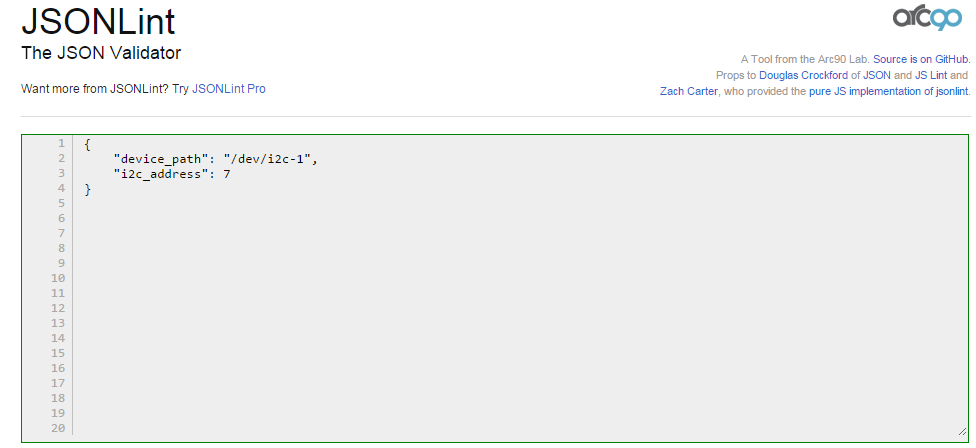 JSONLint
arc90
The JSON Validator
A Tool from the Arc90 Lab. Source is on GitHub.
Props to Douglas Crockford of JSON and JS Lint and
Want more from JSONLint? Try JSONLint Pro
Zach Carter, who provided the pure JS implementation of jsonlint.
1 {
2     "device_path": "/dev/i2c-1",
3     "i2c_address": 7
4 }
5
6
7
8
9
10
11
12
13
14
15
16
17
18
19
20